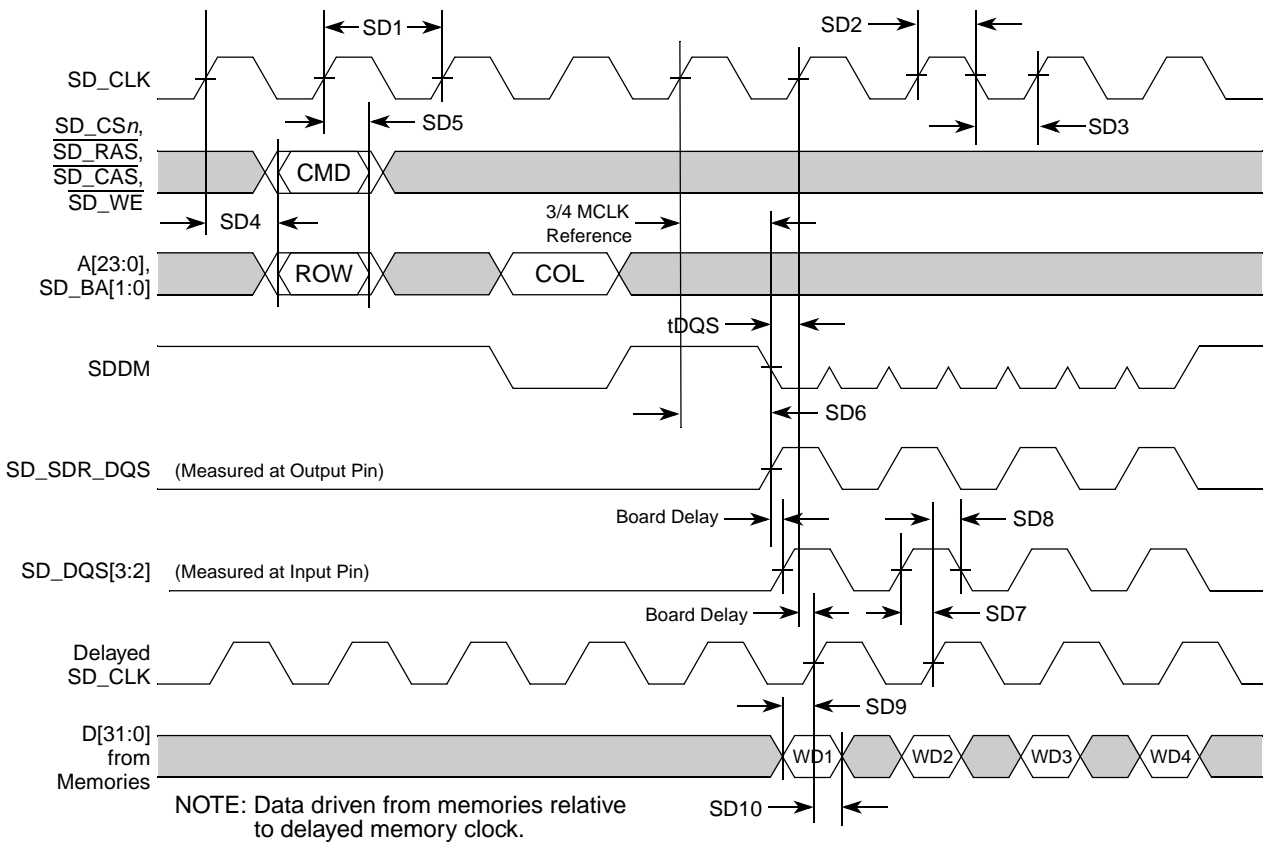 SD1
SD2
SD_CLK
SD5
SD3
SD_CSn,
SD_RAS,
SD_CAS,
SD_WE
CMD
SD4
3/4 MCLK
Reference
A[23:0],
SD_BA[1:0]
ROW
COL
tDQS
SDDM
SD6
SD_SDR_DQS
(Measured at Output Pin)
Board Delay
SD8
SD_DQS[3:2]
(Measured at Input Pin)
Board Delay
SD7
Delayed
SD_CLK
SD9
D[31:0]
from
Memories
WD1
WD2
WD3
WD4
NOTE: Data driven from memories relative
to delayed memory clock.
SD10